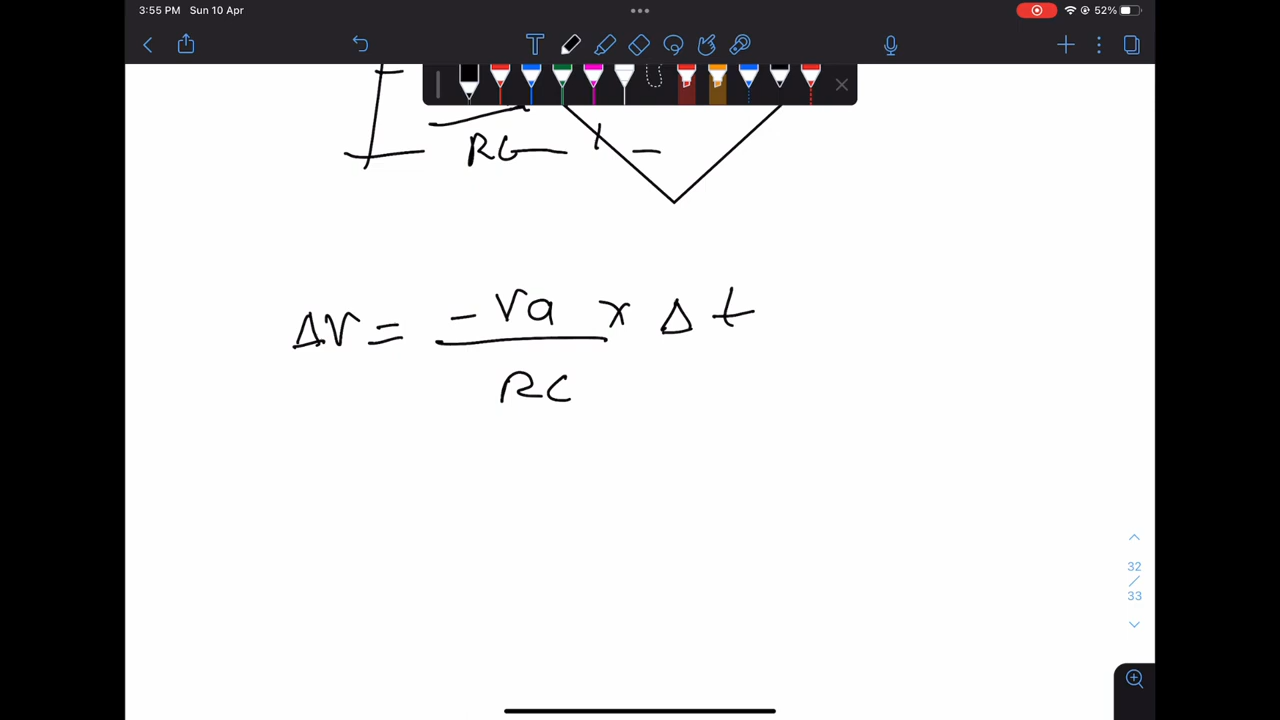 3:55 PM Sun 10 Apr
52%
T
RC
ΔV = -Va x Δt
RC
32
/
33